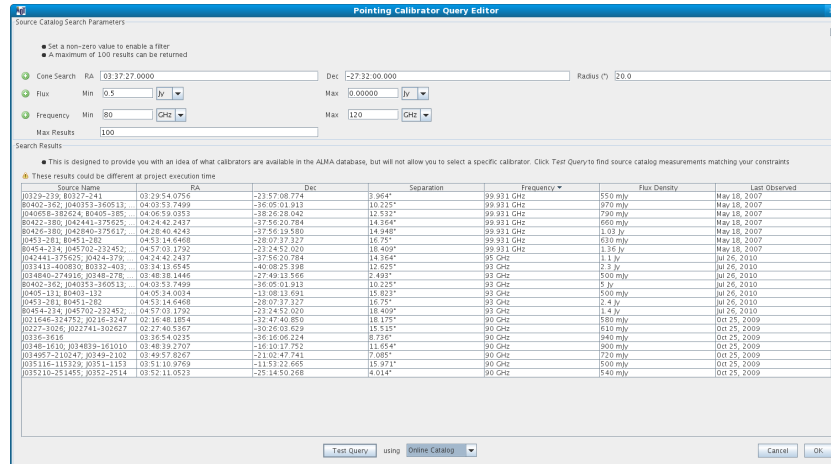 Pointing Calibrator Query Editor
Source Catalog Search Parameters
● Set a non-zero value to enable a filter
● A maximum of 100 results can be returned
Cone Search RA 03:37:27.0000 Dec -27:32:00.000 Radius (°) 20.0
Flux Min 0.5 Jy Max 0.00000 Jy
Frequency Min 80 GHz Max 120 GHz
Max Results 100
Search Results
● This is designed to provide you with an idea of what calibrators are available in the ALMA database, but will not allow you to select a specific calibrator. Click Test Query to find source catalog measurements matching your constraints
These results could be different at project execution time
Source Name RA Dec Separation Frequency Flux Density Last Observed
J0329-239; B0327-241 03:29:54.0756 -23:57:08.774 3.964° 99.931 GHz 550 mJy May 18, 2007
B0402-362; J040353-360513; ... 04:03:53.7499 -36:05:01.913 10.225° 99.931 GHz 970 mJy May 18, 2007
J040658-382624; B0405-385; ... 04:06:59.0353 -38:26:28.042 12.532° 99.931 GHz 790 mJy May 18, 2007
B0422-380; J042441-375625; ... 04:24:42.2437 -37:56:20.784 14.364° 99.931 GHz 660 mJy May 18, 2007
B0426-380; J042840-375617; ... 04:28:40.4243 -37:56:19.580 14.948° 99.931 GHz 1.03 Jy May 18, 2007
J0453-281; B0451-282 04:53:14.6468 -28:07:37.327 16.75° 99.931 GHz 630 mJy May 18, 2007
B0454-234; J045702-232452; ... 04:57:03.1792 -23:24:52.020 18.409° 99.931 GHz 1.36 Jy May 18, 2007
J042441-375625; J0424-379; ... 04:24:42.2437 -37:56:20.784 14.364° 95 GHz 1.1 Jy Jul 26, 2010
J033413-400830; B0332-403; ... 03:34:13.6545 -40:08:25.398 12.625° 93 GHz 2.3 Jy Jul 26, 2010
J034840-274916; J0348-278; ... 03:48:38.1446 -27:49:13.566 2.493° 93 GHz 500 mJy Jul 26, 2010
B0402-362; J040353-360513; ... 04:03:53.7499 -36:05:01.913 10.225° 93 GHz 5 Jy Jul 26, 2010
J0405-131; B0403-132 04:05:34.0034 -13:08:13.691 15.823° 93 GHz 500 mJy Jul 26, 2010
J0453-281; B0451-282 04:53:14.6468 -28:07:37.327 16.75° 93 GHz 2.4 Jy Jul 26, 2010
B0454-234; J045702-232452; ... 04:57:03.1792 -23:24:52.020 18.409° 93 GHz 1.4 Jy Jul 26, 2010
J021646-324752; J0216-3247 02:16:48.1854 -32:47:40.850 18.175° 90 GHz 580 mJy Oct 25, 2009
J0227-3026; J022741-302627 02:27:40.5367 -30:26:03.629 15.515° 90 GHz 610 mJy Oct 25, 2009
J0336-3616 03:36:54.0235 -36:16:06.224 8.736° 90 GHz 940 mJy Oct 25, 2009
J0348-1610; J034839-161010 03:48:39.2707 -16:10:17.752 11.654° 90 GHz 900 mJy Oct 25, 2009
J034957-210247; J0349-2102 03:49:57.8267 -21:02:47.741 7.085° 90 GHz 720 mJy Oct 25, 2009
J035116-115329; J0351-1153 03:51:10.9769 -11:53:22.665 15.971° 90 GHz 500 mJy Oct 25, 2009
J035210-251455; J0352-2514 03:52:11.0523 -25:14:50.268 4.014° 90 GHz 540 mJy Oct 25, 2009
Test Query using Online Catalog Cancel OK